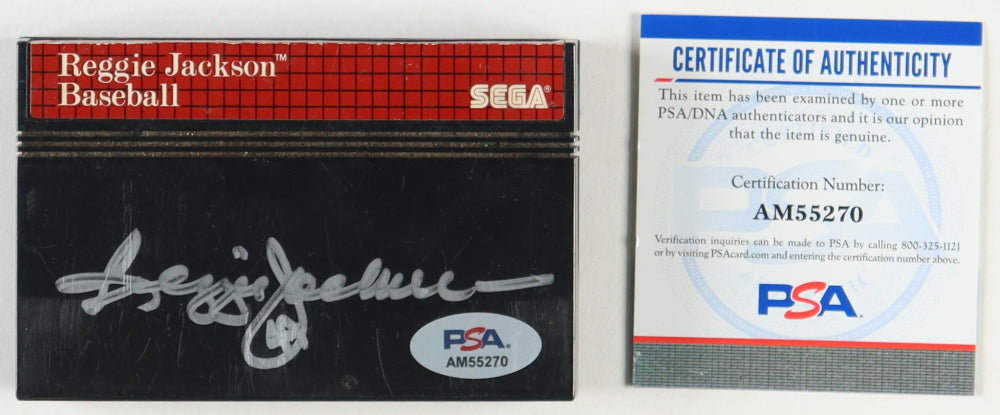 Reggie Jackson™
Baseball
SEGA®
Reggie Jackson
PSA
AM55270
CERTIFICATE OF AUTHENTICITY
This item has been examined by one or more
PSA/DNA authenticators and it is our opinion
that the item is genuine.
Certification Number:
AM55270
Verification inquiries can be made to PSA by calling 800-325-1121
or by visiting PSAcard.com and entering the certification number above.
PSA